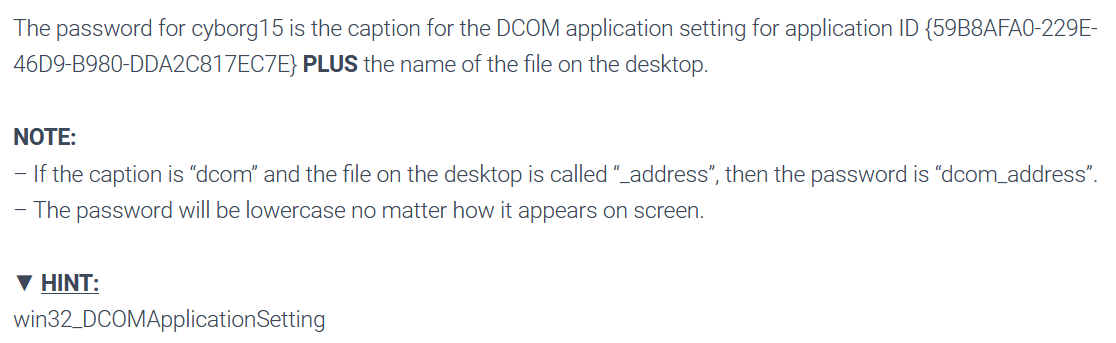 The password for cyborg15 is the caption for the DCOM application setting for application ID {59B8AFA0-229E-
46D9-B980-DDA2C817EC7E} PLUS the name of the file on the desktop.
NOTE:
– If the caption is “dcom” and the file on the desktop is called “_address”, then the password is “dcom_address”.
– The password will be lowercase no matter how it appears on screen.
▼ HINT:
win32_DCOMApplicationSetting